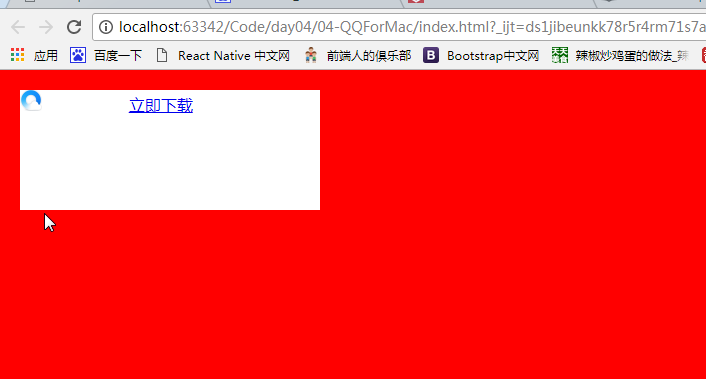 localhost:63342/Code/day04/04-QQForMac/index.html?_ijt=ds1jibeunkk78r5r4rm71s7a
应用 百度一下 React Native 中文网 前端人的俱乐部 Bootstrap中文网 辣椒炒鸡蛋的做法_辣
立即下载